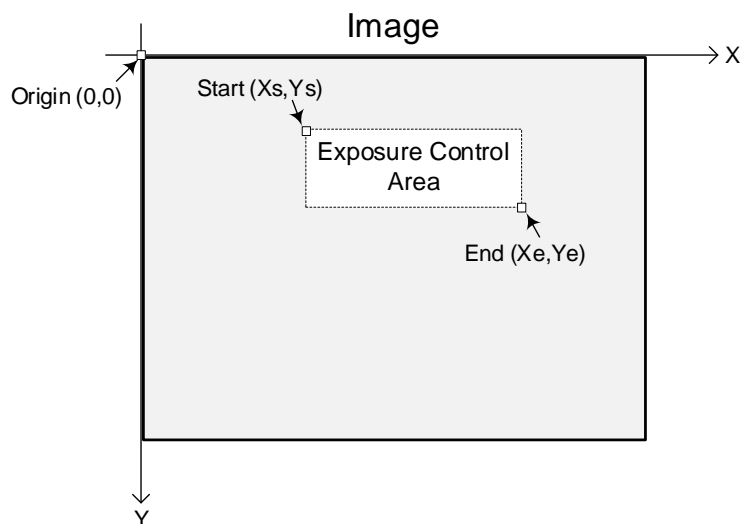 Image
X
Origin (0,0)
Start (Xs,Ys)
Exposure Control
Area
End (Xe,Ye)
Y